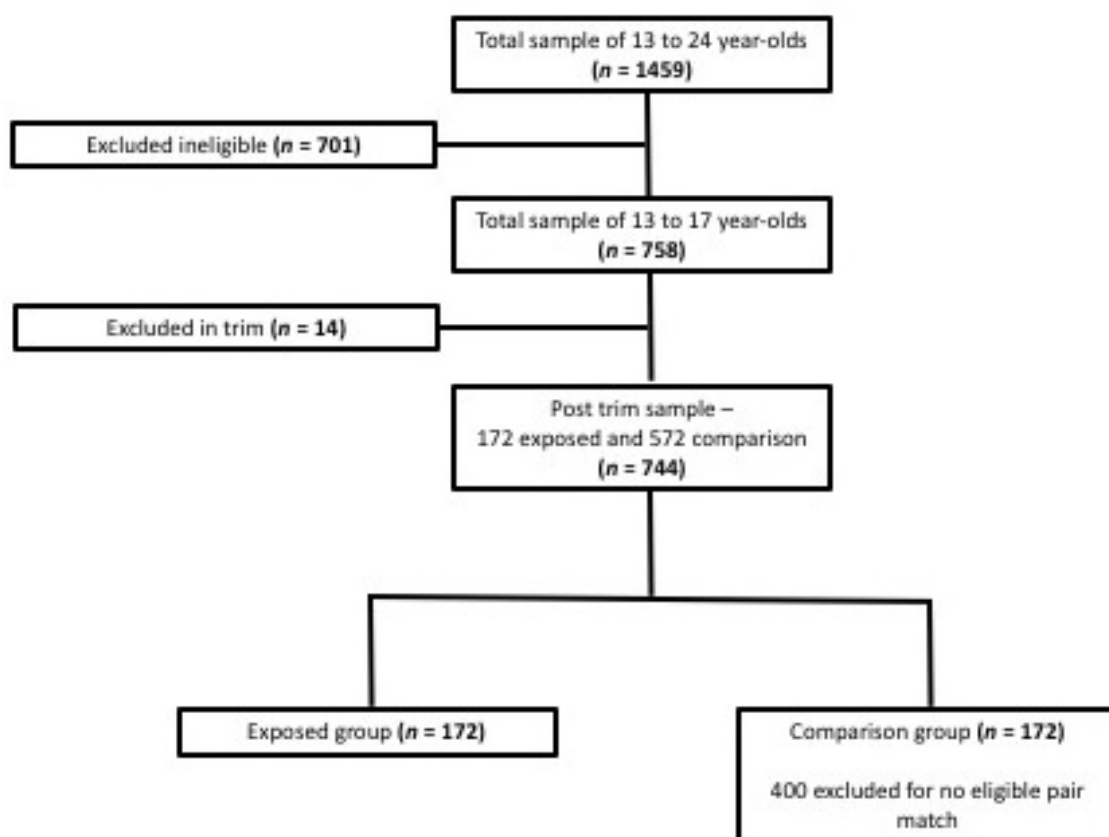 Total sample of 13 to 24 year-olds
(n = 1459)
Excluded ineligible (n = 701)
Total sample of 13 to 17 year-olds
(n = 758)
Excluded in trim (n = 14)
Post trim sample –
172 exposed and 572 comparison
(n = 744)
Exposed group (n = 172)
Comparison group (n = 172)
400 excluded for no eligible pair
match